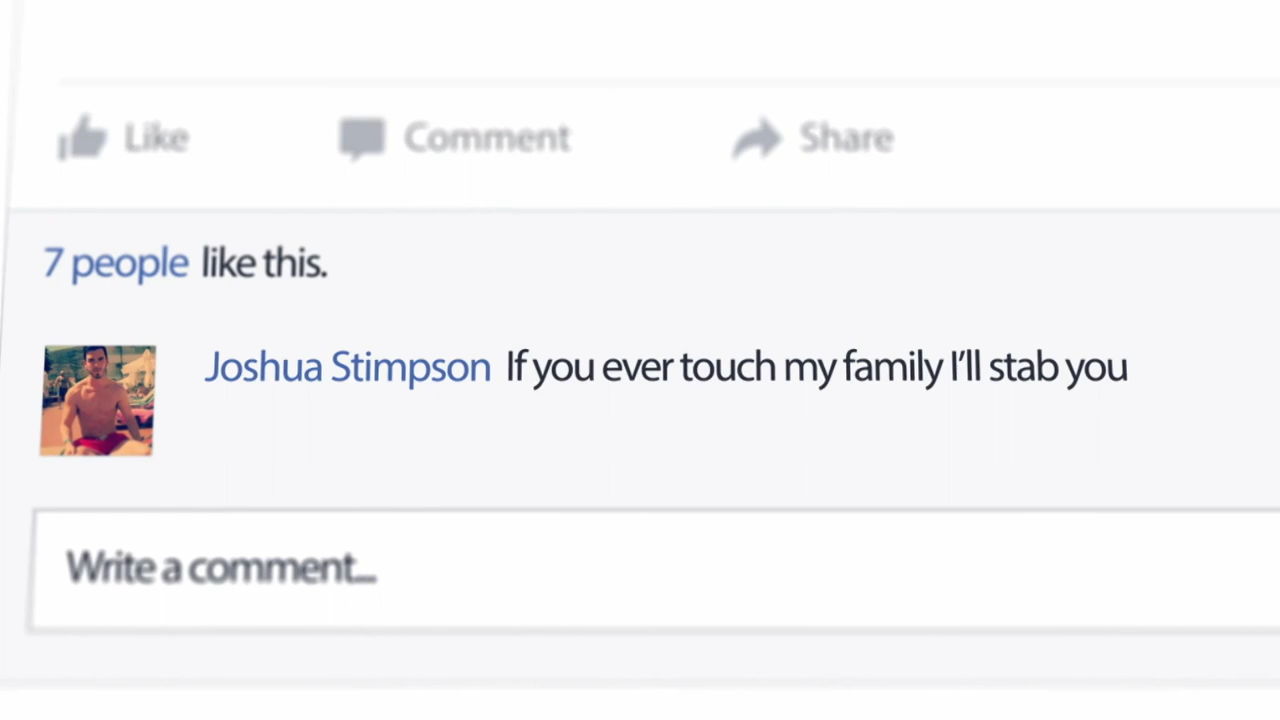 Like Comment Share
7 people like this.
Joshua Stimpson If you ever touch my family I'll stab you
Write a comment...